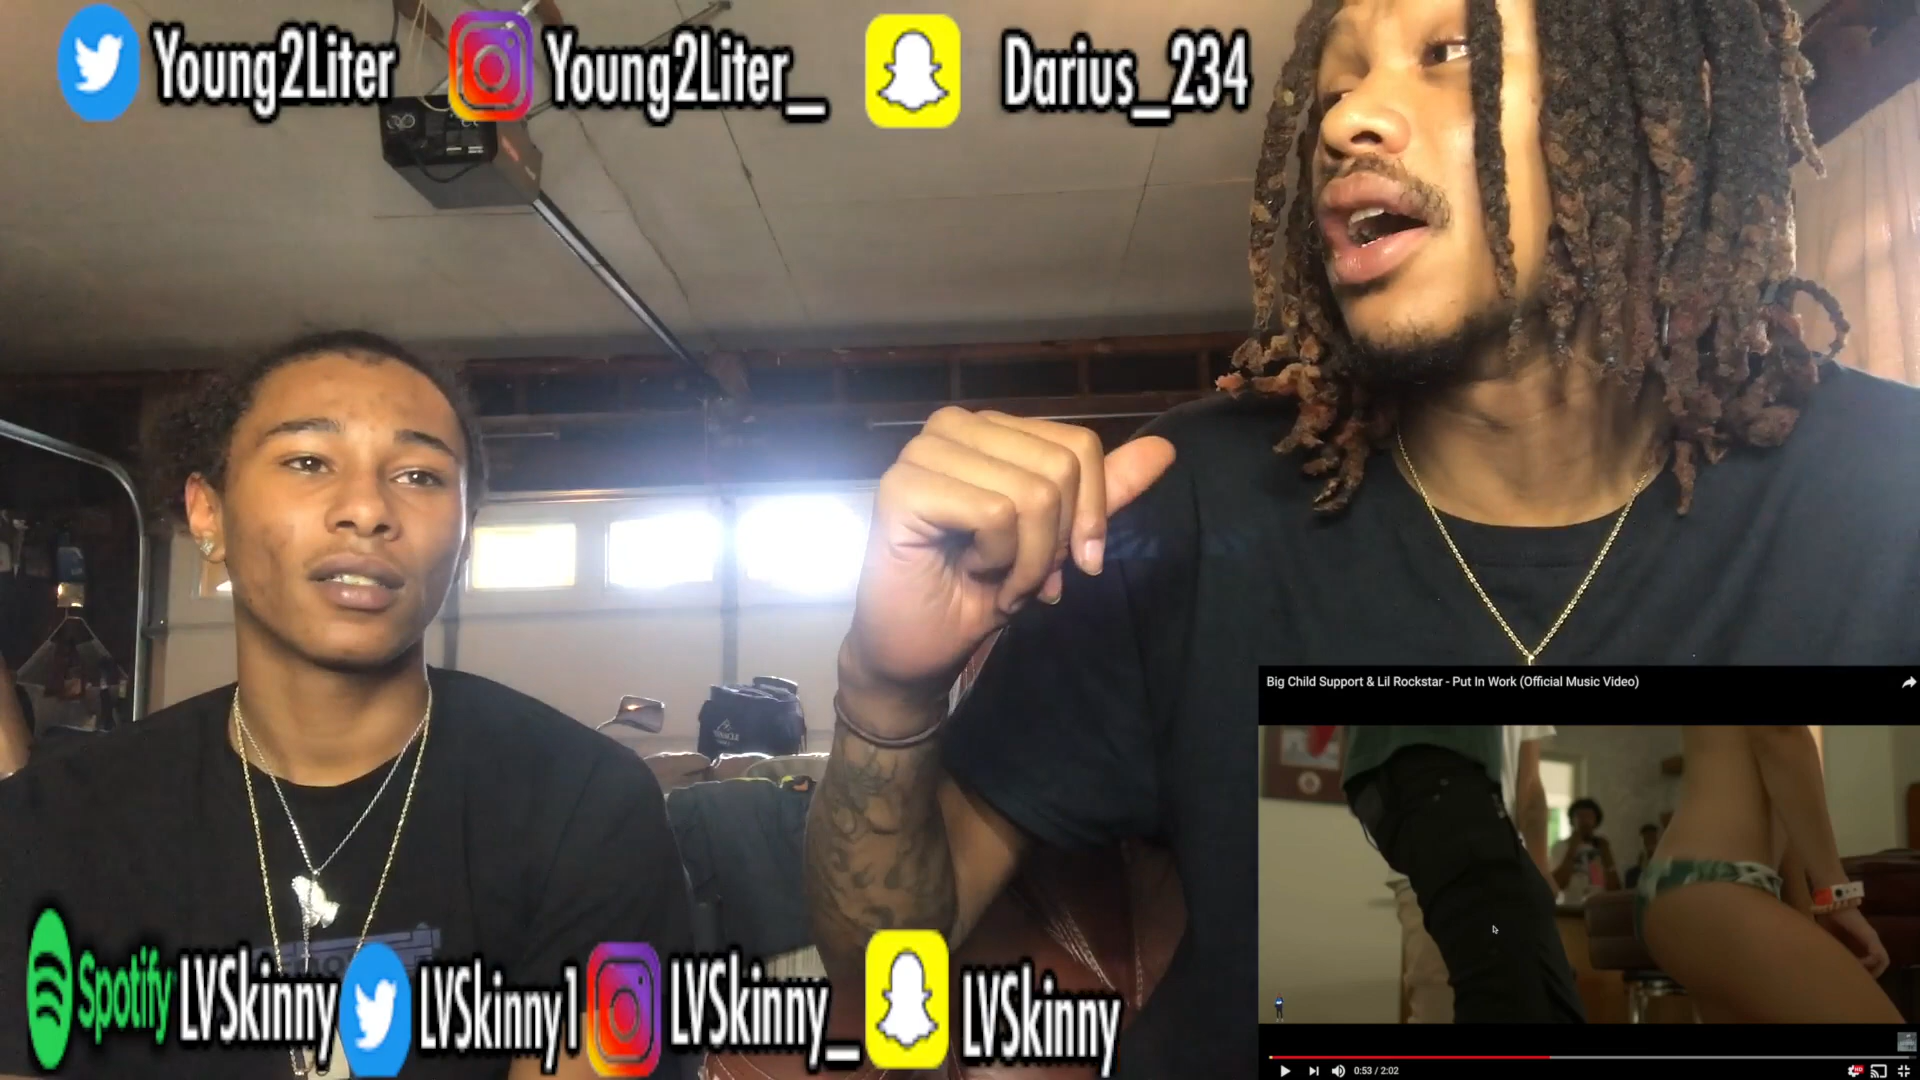 Young2Liter Young2Liter_ Darius_234
Big Child Support & Lil Rockstar - Put In Work (Official Music Video)
Spotify LVSkinny LVSkinny1 LVSkinny_ LVSkinny
0:53 / 2:02